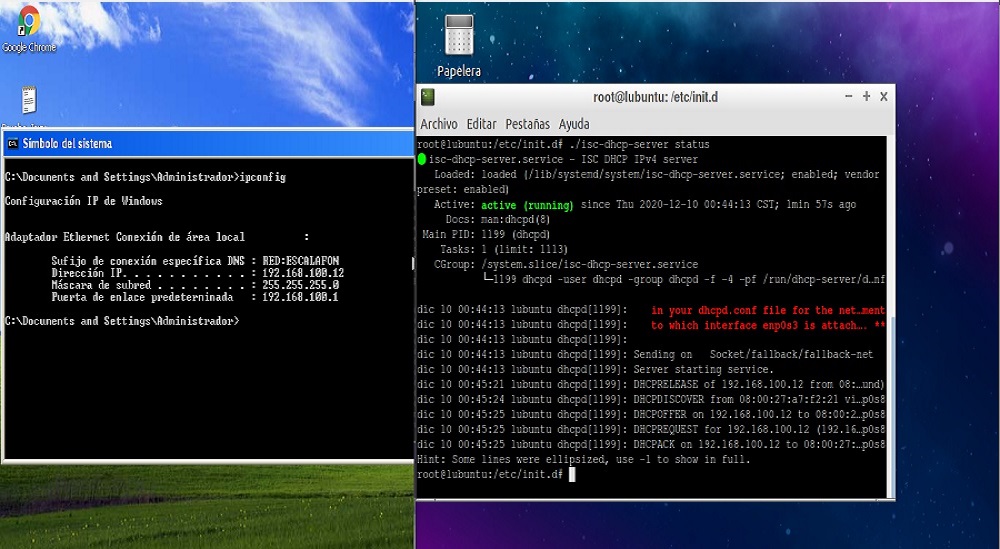 Google Chrome
Símbolo del sistema
C:\Documents and Settings\Administrador>ipconfig
Configuración IP de Windows
Adaptador Ethernet Conexión de área local          :
Sufijo de conexión específica DNS : RED:ESCALAFON
Dirección IP. . . . . . . . . . . : 192.168.100.12
Máscara de subred . . . . . . . . : 255.255.255.0
Puerta de enlace predeterminada   : 192.168.100.1
C:\Documents and Settings\Administrador>
Papelera
root@lubuntu: /etc/init.d
Archivo Editar Pestañas Ayuda
root@lubuntu:/etc/init.d# ./isc-dhcp-server status
isc-dhcp-server.service - ISC DHCP IPv4 server
Loaded: loaded (/lib/systemd/system/isc-dhcp-server.service; enabled; vendor
preset: enabled)
Active: active (running) since Thu 2020-12-10 00:44:13 CST; 1min 57s ago
Docs: man:dhcpd(8)
Main PID: 1199 (dhcpd)
Tasks: 1 (limit: 1113)
CGroup: /system.slice/isc-dhcp-server.service
└─1199 dhcpd -user dhcpd -group dhcpd -f -4 -pf /run/dhcp-server/d…nf
dic 10 00:44:13 lubuntu dhcpd[1199]:    in your dhcpd.conf file for the net…ment
dic 10 00:44:13 lubuntu dhcpd[1199]:    to which interface enp0s3 is attach…. **
dic 10 00:44:13 lubuntu dhcpd[1199]:
dic 10 00:44:13 lubuntu dhcpd[1199]: Sending on   Socket/fallback/fallback-net
dic 10 00:44:13 lubuntu dhcpd[1199]: Server starting service.
dic 10 00:45:21 lubuntu dhcpd[1199]: DHCPRELEASE of 192.168.100.12 from 08:…und)
dic 10 00:45:24 lubuntu dhcpd[1199]: DHCPDISCOVER from 08:00:27:a7:f2:21 vi…p0s8
dic 10 00:45:25 lubuntu dhcpd[1199]: DHCPOFFER on 192.168.100.12 to 08:00:2…p0s8
dic 10 00:45:25 lubuntu dhcpd[1199]: DHCPREQUEST for 192.168.100.12 (192.16…p0s8
dic 10 00:45:25 lubuntu dhcpd[1199]: DHCPACK on 192.168.100.12 to 08:00:27:…p0s8
Hint: Some lines were ellipsized, use -l to show in full.
root@lubuntu:/etc/init.d#